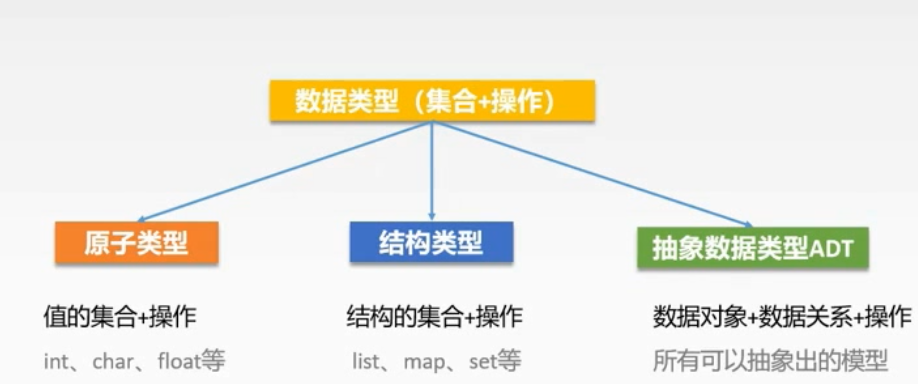 数据类型（集合+操作）
原子类型
结构类型
抽象数据类型ADT
值的集合+操作
结构的集合+操作
数据对象+数据关系+操作
int、char、float等
list、map、set等
所有可以抽象出的模型